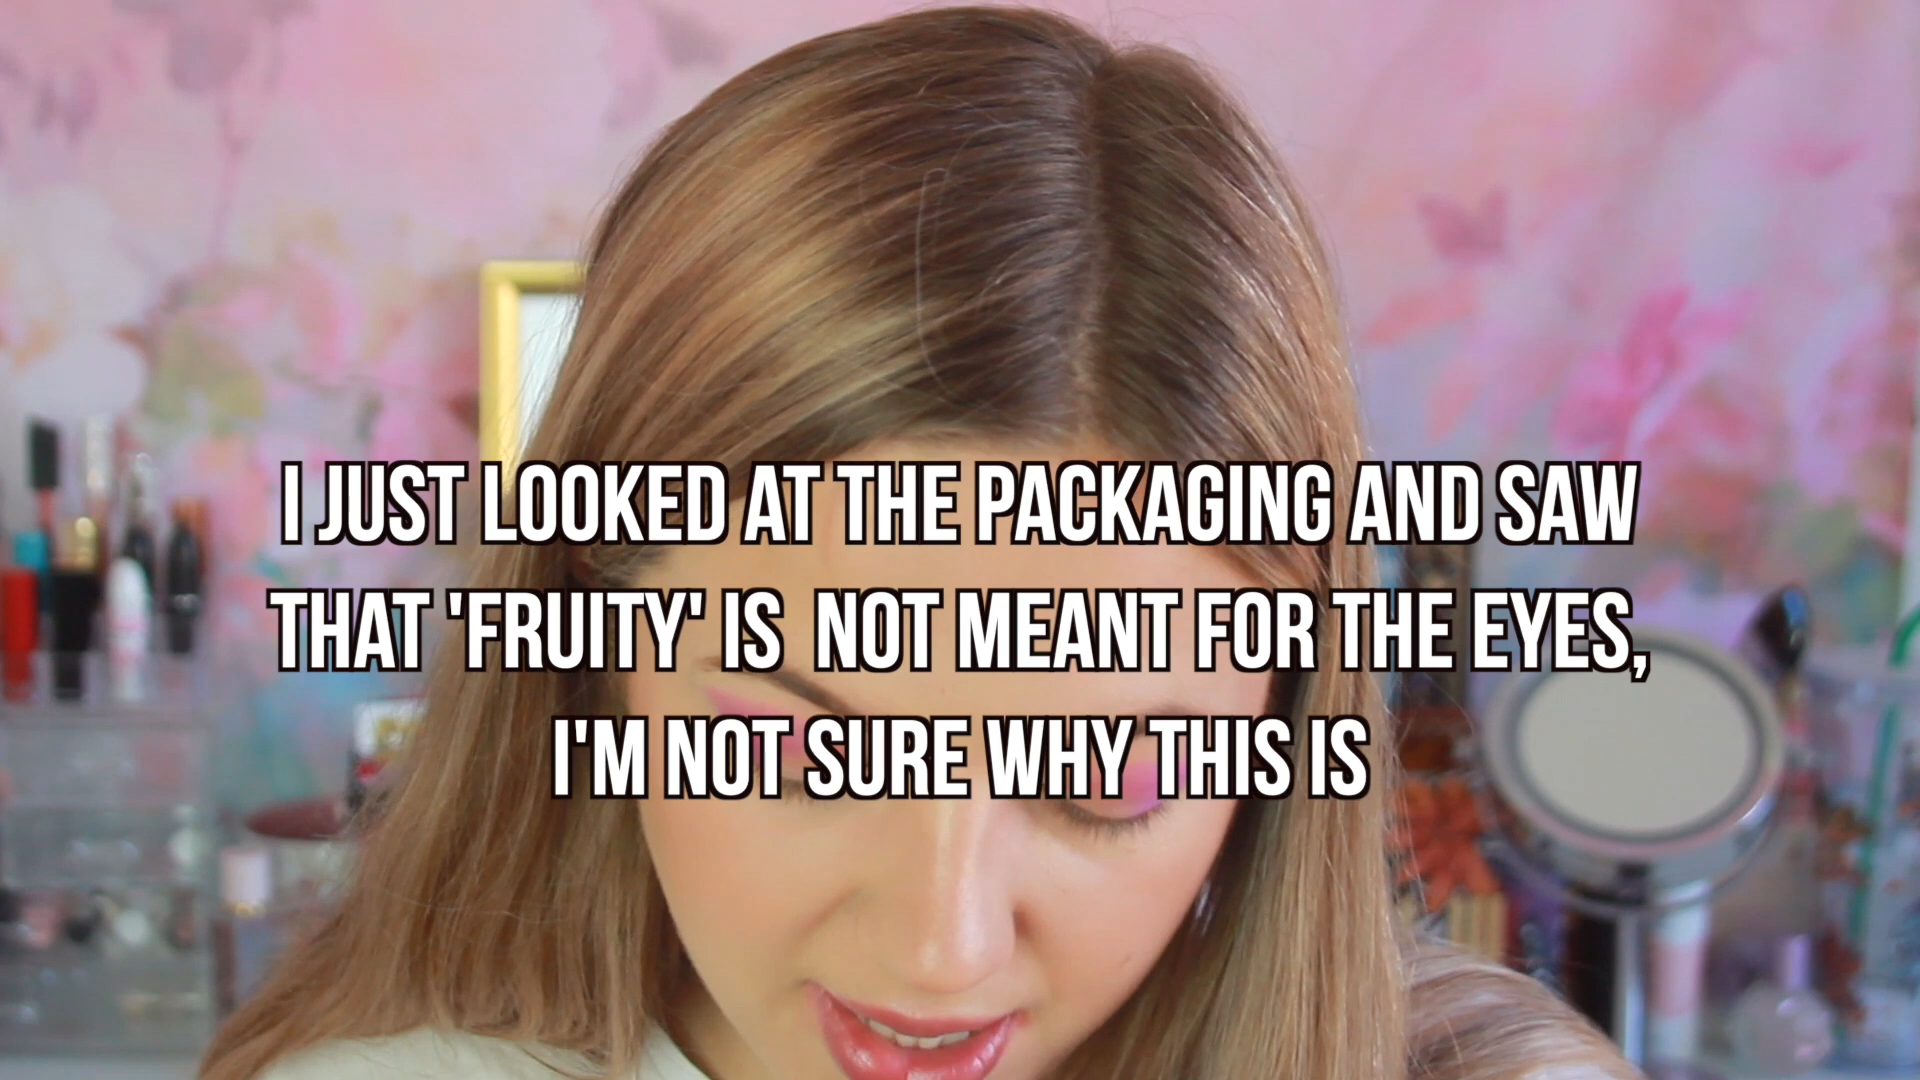 I JUST LOOKED AT THE PACKAGING AND SAW
THAT 'FRUITY' IS  NOT MEANT FOR THE EYES,
I'M NOT SURE WHY THIS IS